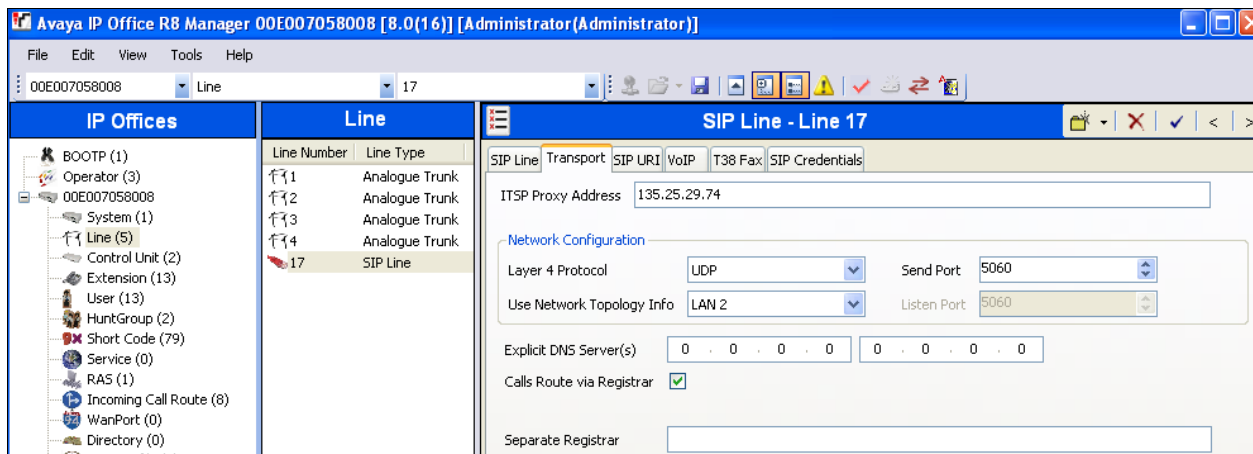 Avaya IP Office R8 Manager 00E007058008 [8.0(16)] [Administrator(Administrator)]
File Edit View Tools Help
00E007058008 Line 17
IP Offices
BOOTP (1)
Operator (3)
00E007058008
System (1)
Line (5)
Control Unit (2)
Extension (13)
User (13)
HuntGroup (2)
Short Code (79)
Service (0)
RAS (1)
Incoming Call Route (8)
WanPort (0)
Directory (0)
Line
Line Number Line Type
1 Analogue Trunk
2 Analogue Trunk
3 Analogue Trunk
4 Analogue Trunk
17 SIP Line
SIP Line - Line 17
SIP Line Transport SIP URI VoIP T38 Fax SIP Credentials
ITSP Proxy Address 135.25.29.74
Network Configuration
Layer 4 Protocol UDP Send Port 5060
Use Network Topology Info LAN 2 Listen Port 5060
Explicit DNS Server(s) 0 . 0 . 0 . 0 0 . 0 . 0 . 0
Calls Route via Registrar
Separate Registrar